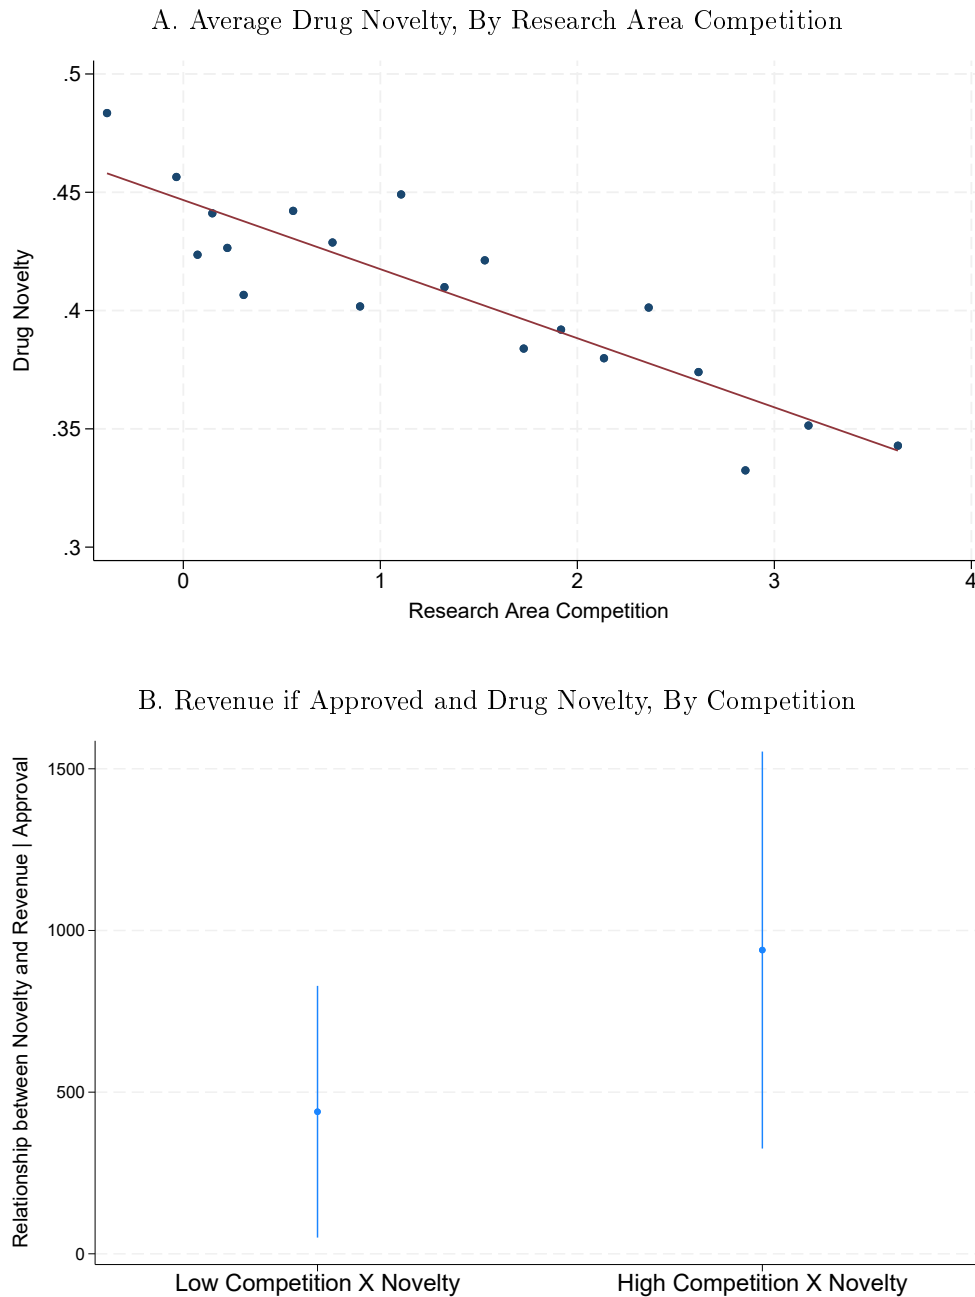 A. Average Drug Novelty, By Research Area Competition
.5
.45
.4
.35
.3
Drug Novelty
0 1 2 3 4
Research Area Competition
B. Revenue if Approved and Drug Novelty, By Competition
1500
1000
500
0
Relationship between Novelty and Revenue | Approval
Low Competition X Novelty High Competition X Novelty